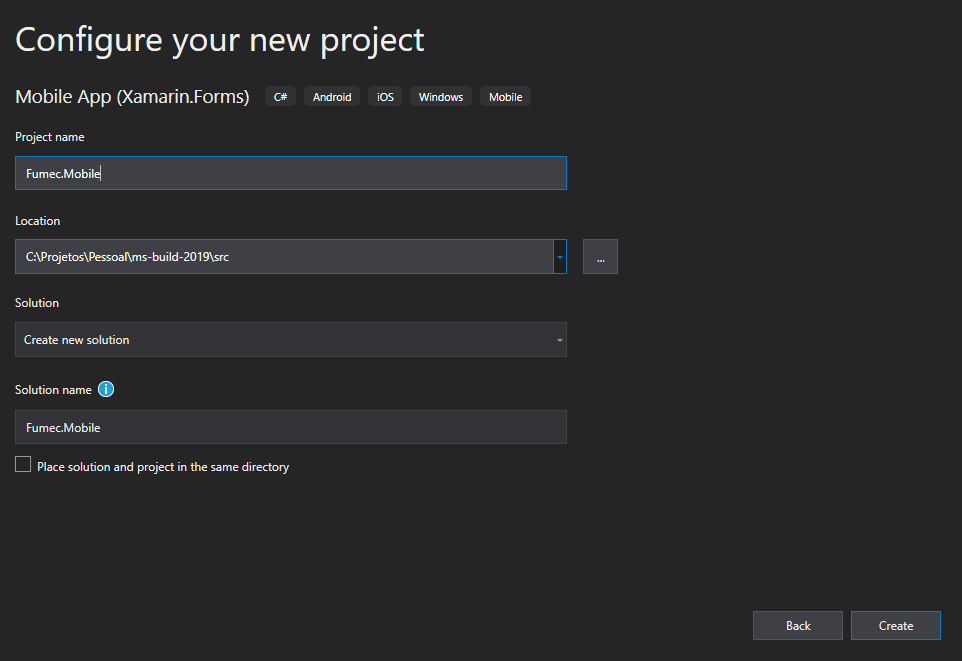 Configure your new project
Mobile App (Xamarin.Forms) C# Android iOS Windows Mobile
Project name
Fumec.Mobile
Location
C:\Projetos\Pessoal\ms-build-2019\src
...
Solution
Create new solution
Solution name i
Fumec.Mobile
Place solution and project in the same directory
Back Create